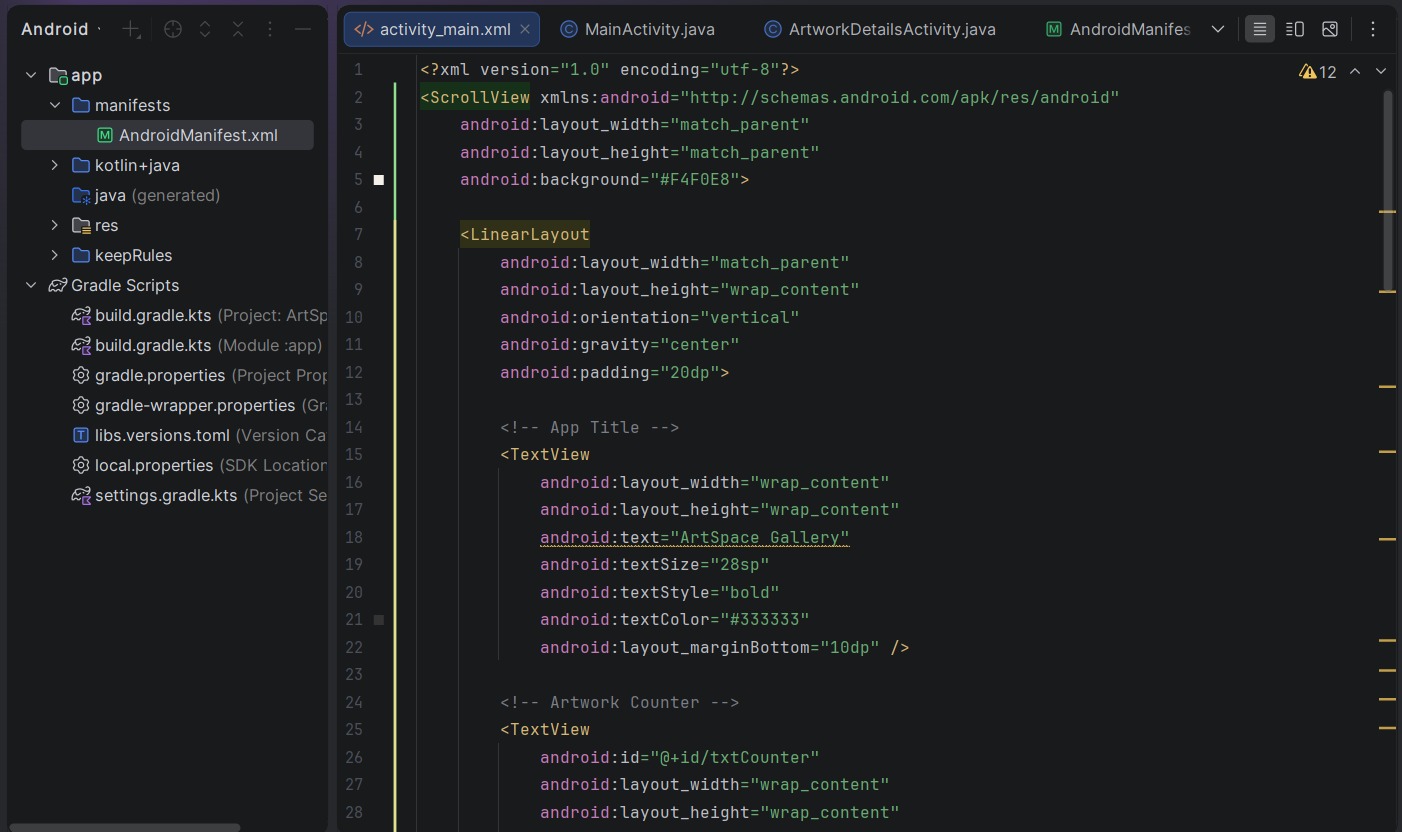 Android
app
manifests
AndroidManifest.xml
kotlin+java
java (generated)
res
keepRules
Gradle Scripts
build.gradle.kts (Project: ArtSp
build.gradle.kts (Module :app)
gradle.properties (Project Prop
gradle-wrapper.properties (Gra
libs.versions.toml (Version Ca
local.properties (SDK Location
settings.gradle.kts (Project Se
activity_main.xml MainActivity.java ArtworkDetailsActivity.java AndroidManifes
12
1 <?xml version="1.0" encoding="utf-8"?>
2 <ScrollView xmlns:android="http://schemas.android.com/apk/res/android"
3 android:layout_width="match_parent"
4 android:layout_height="match_parent"
5 android:background="#F4F0E8">
6
7 <LinearLayout
8 android:layout_width="match_parent"
9 android:layout_height="wrap_content"
10 android:orientation="vertical"
11 android:gravity="center"
12 android:padding="20dp">
13
14 <!-- App Title -->
15 <TextView
16 android:layout_width="wrap_content"
17 android:layout_height="wrap_content"
18 android:text="ArtSpace Gallery"
19 android:textSize="28sp"
20 android:textStyle="bold"
21 android:textColor="#333333"
22 android:layout_marginBottom="10dp" />
23
24 <!-- Artwork Counter -->
25 <TextView
26 android:id="@+id/txtCounter"
27 android:layout_width="wrap_content"
28 android:layout_height="wrap_content"